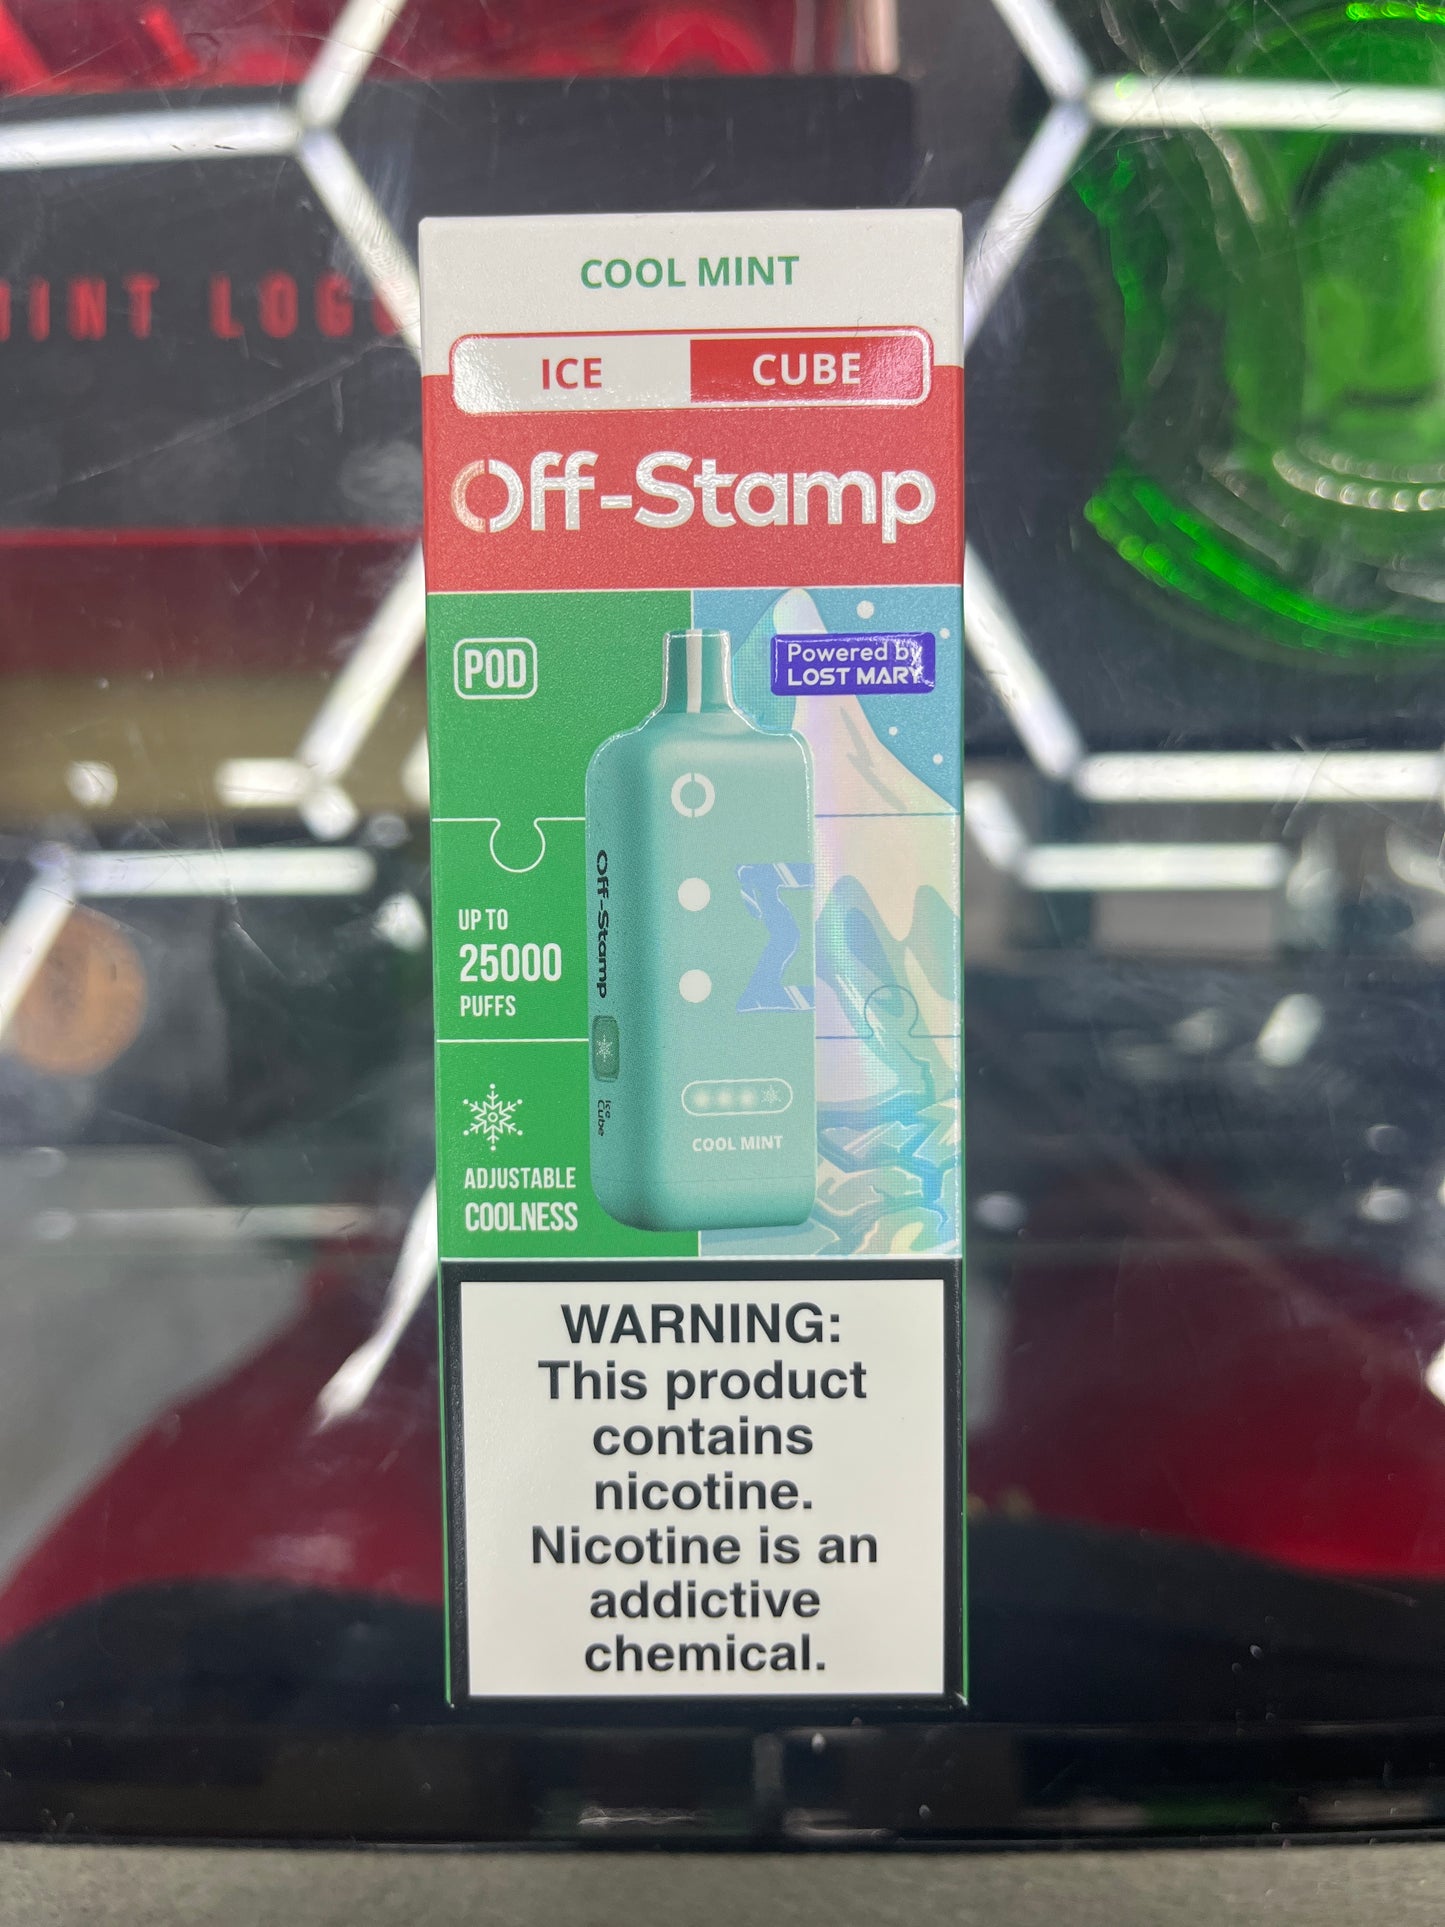 COOL MINT
ICE CUBE
Off-Stamp
POD
Powered by
LOST MARY
Off-Stamp
UP TO
25000
PUFFS
Ice
Cube
ADJUSTABLE
COOLNESS
COOL MINT
WARNING:
This product
contains
nicotine.
Nicotine is an
addictive
chemical.